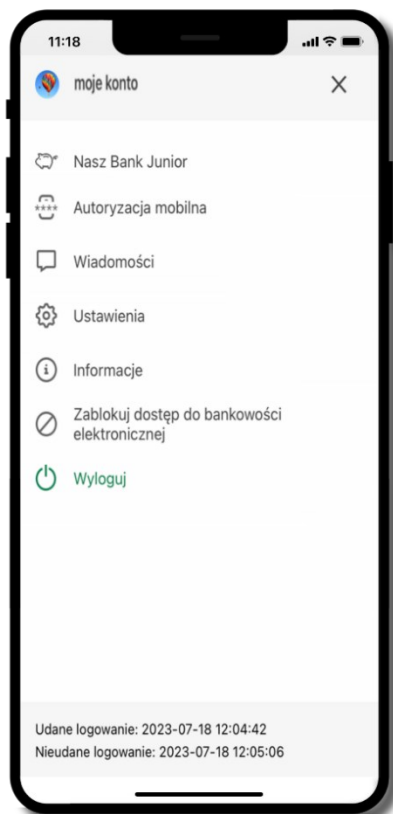 11:18
moje konto
Nasz Bank Junior
****
Autoryzacja mobilna
Wiadomości
Ustawienia
i
Informacje
Zablokuj dostęp do bankowości
elektronicznej
Wyloguj
Udane logowanie: 2023-07-18 12:04:42
Nieudane logowanie: 2023-07-18 12:05:06